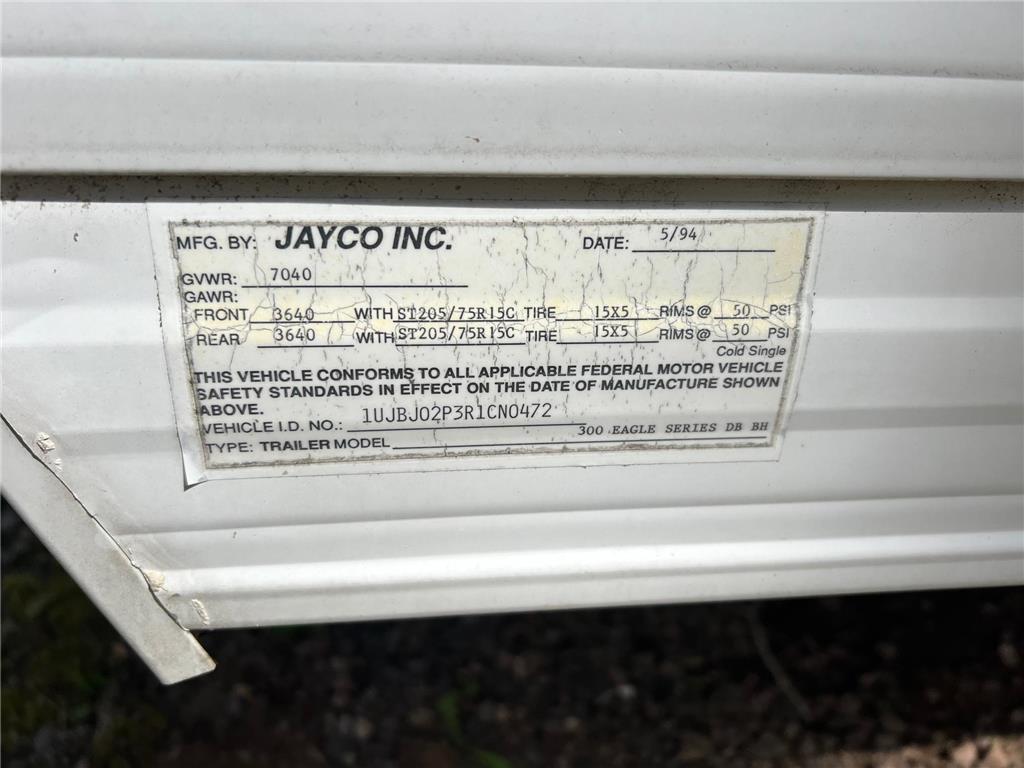 MFG. BY: JAYCO INC. DATE: 5/94
GVWR: 7040
GAWR:
FRONT 3640 WITH ST205/75R15C TIRE 15X5 RIMS @ 50 PSI
REAR 3640 WITH ST205/75R15C TIRE 15X5 RIMS @ 50 PSI
Cold Single
THIS VEHICLE CONFORMS TO ALL APPLICABLE FEDERAL MOTOR VEHICLE
SAFETY STANDARDS IN EFFECT ON THE DATE OF MANUFACTURE SHOWN
ABOVE.
VEHICLE I.D. NO.: 1UJBJ02P3R1CN0472
TYPE: TRAILER MODEL 300 EAGLE SERIES DB BH